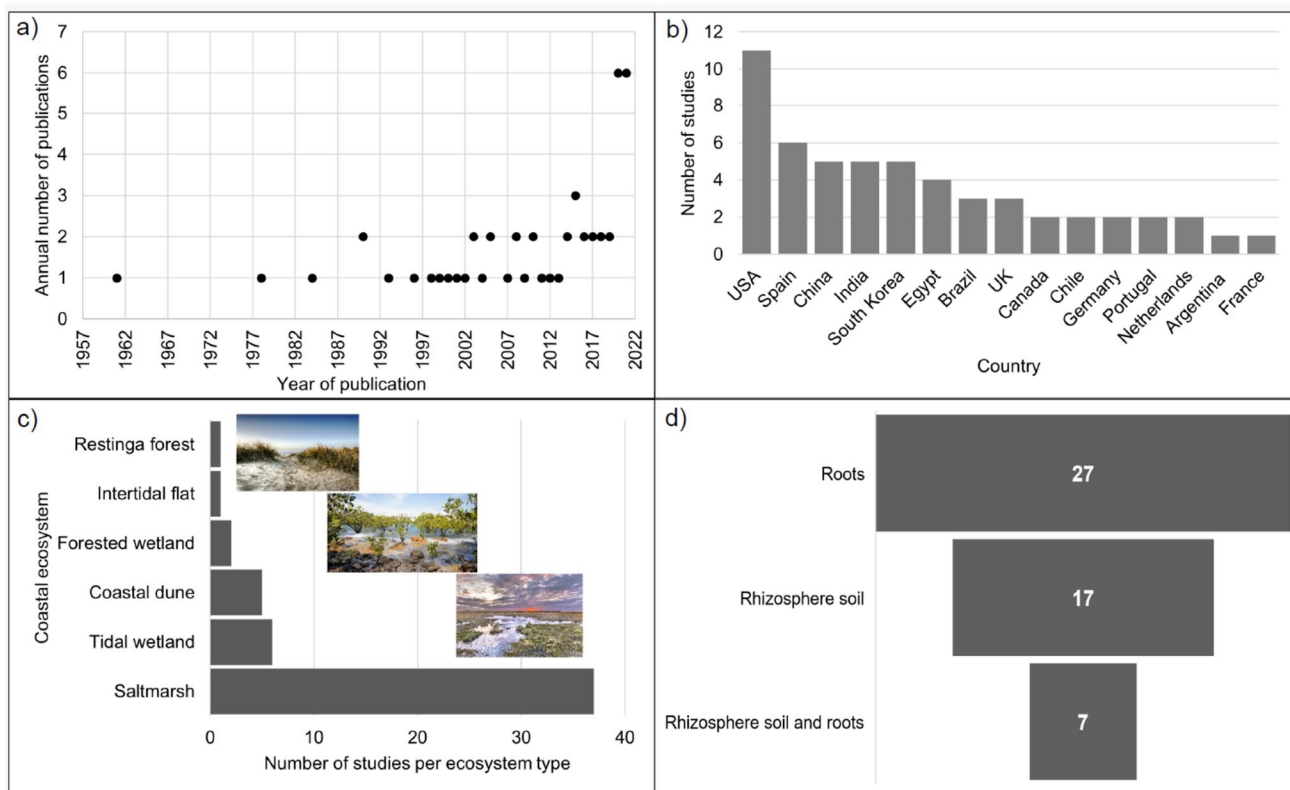 a)
Annual number of publications
7
6
5
4
3
2
1
0
1957
1962
1967
1972
1977
1982
1987
1992
1997
2002
2007
2012
2017
2022
Year of publication
b)
Number of studies
12
10
8
6
4
2
0
USA
Spain
China
India
South Korea
Egypt
Brazil
UK
Canada
Chile
Germany
Portugal
Netherlands
Argentina
France
Country
c)
Coastal ecosystem
Restinga forest
Intertidal flat
Forested wetland
Coastal dune
Tidal wetland
Saltmarsh
0
10
20
30
40
Number of studies per ecosystem type
d)
Roots
27
Rhizosphere soil
17
Rhizosphere soil and roots
7